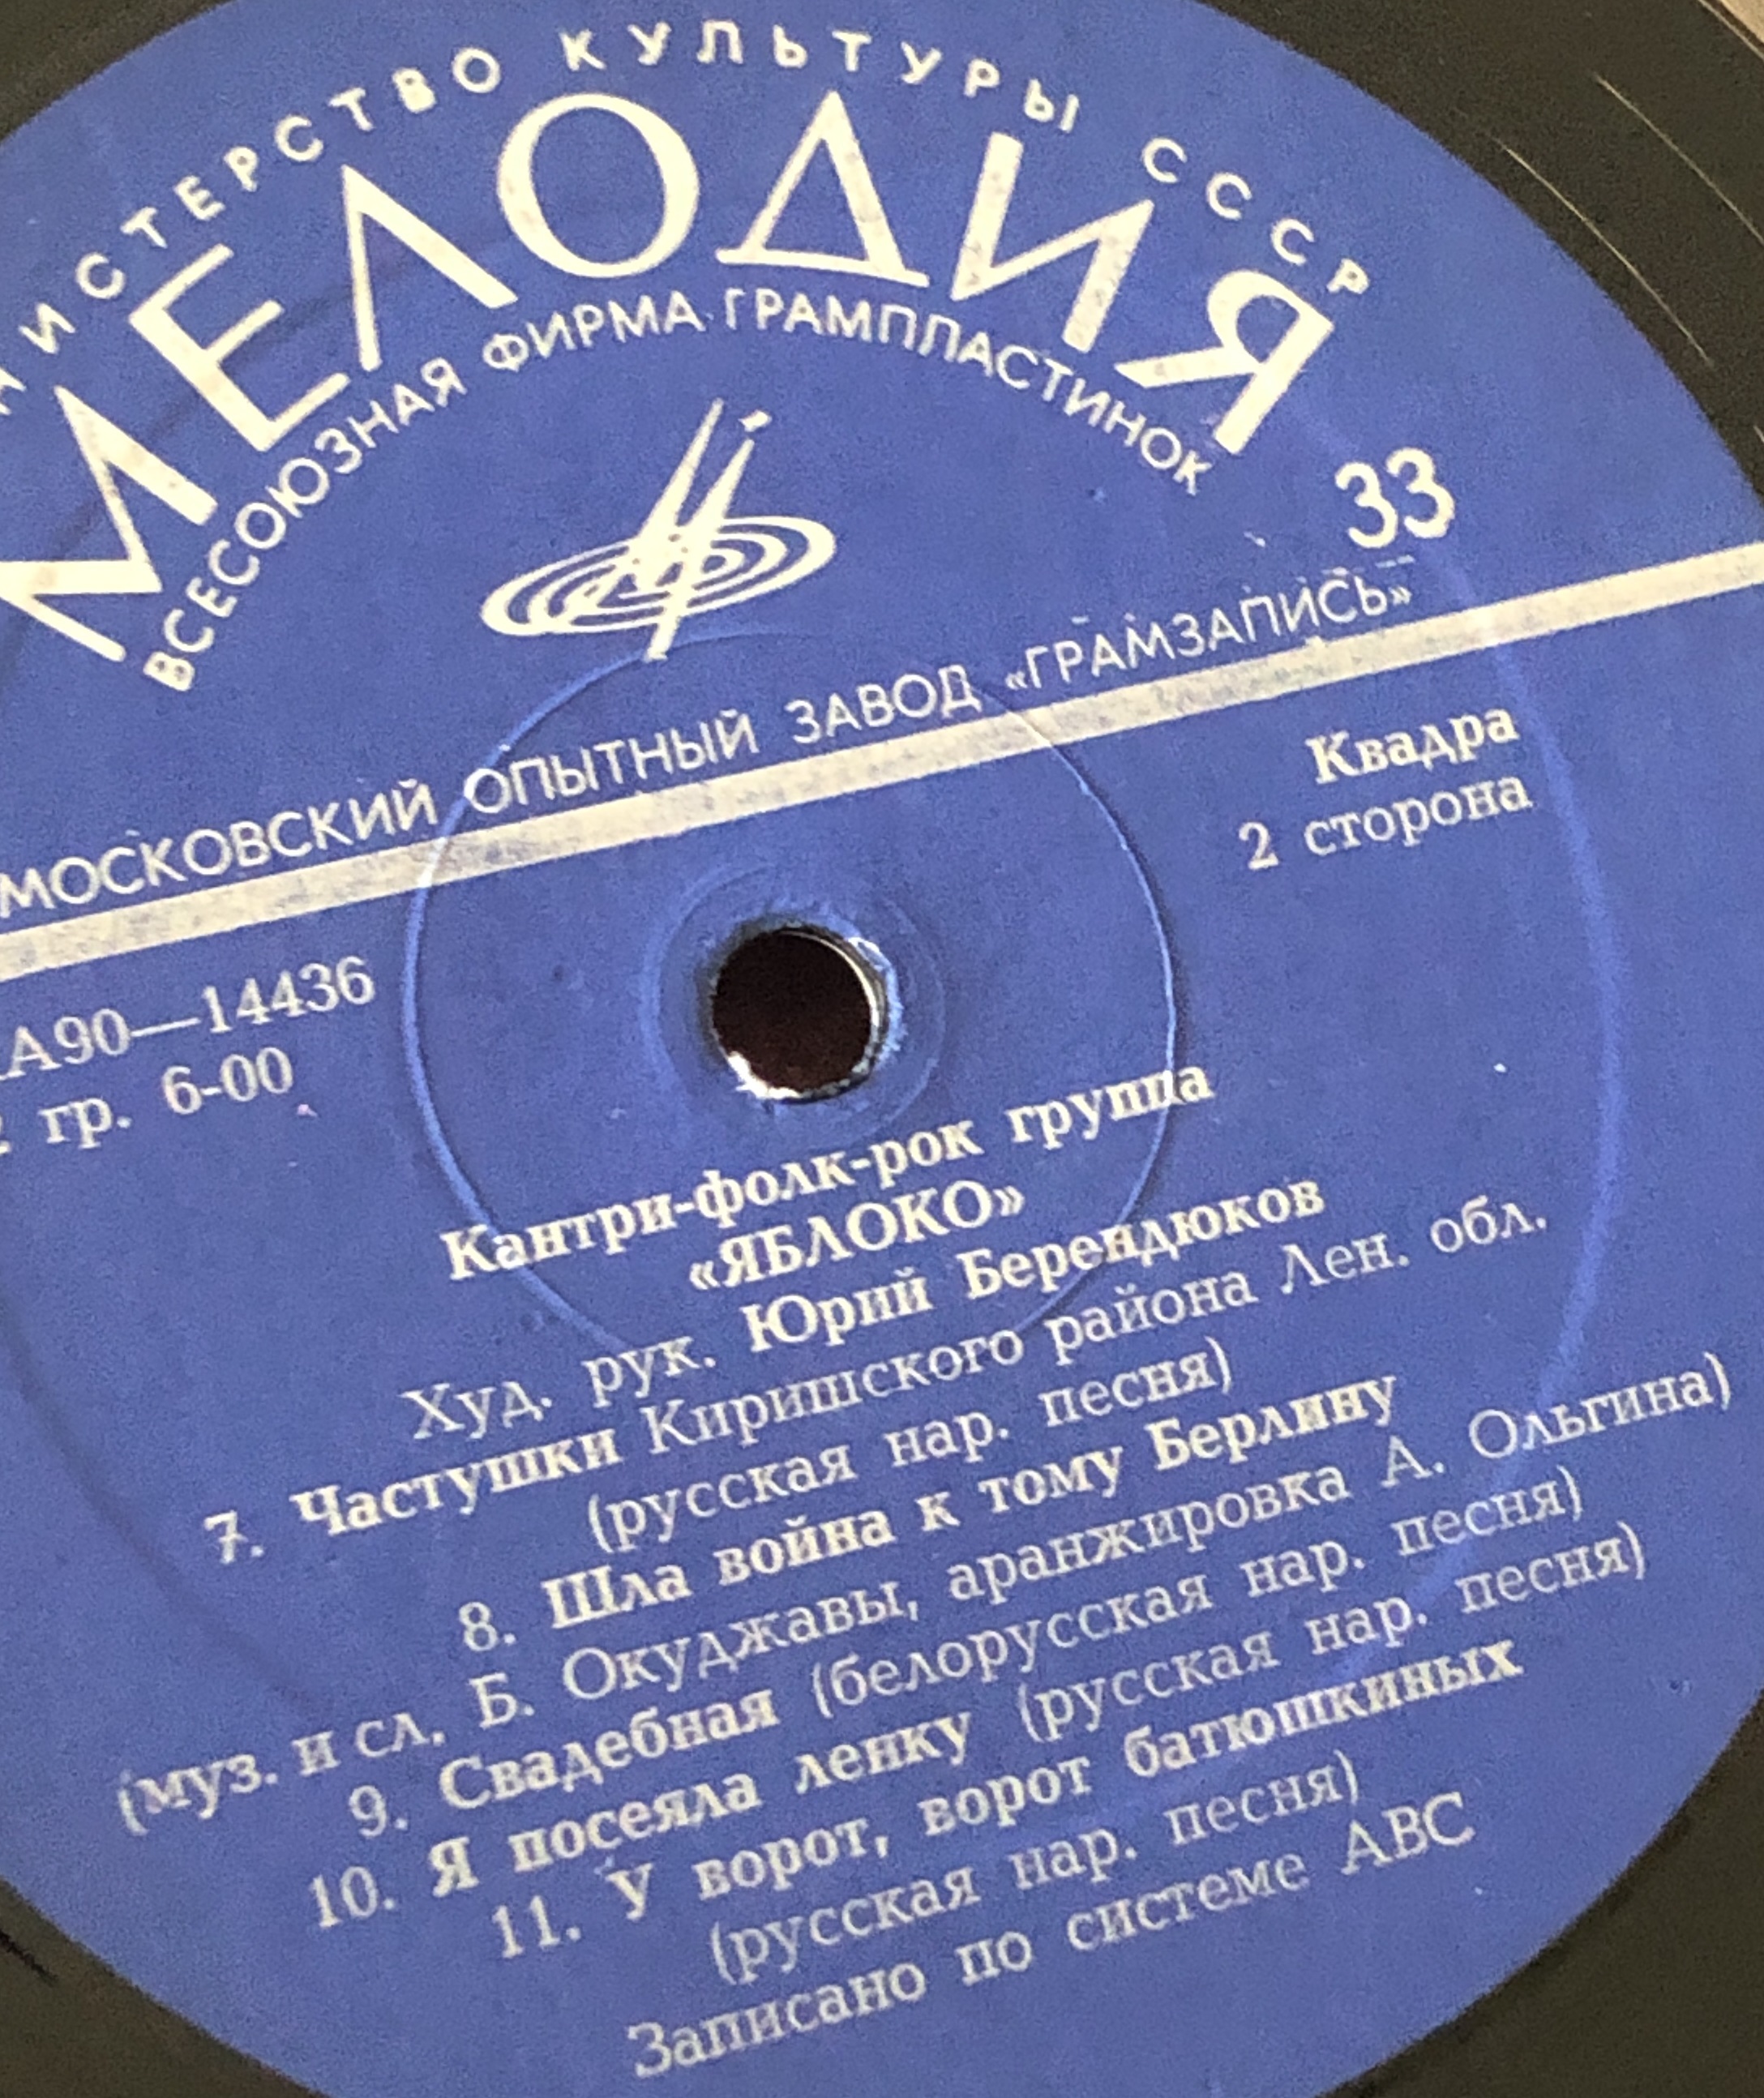 МИНИСТЕРСТВО КУЛЬТУРЫ СССР
МЕЛОДИЯ
ВСЕСОЮЗНАЯ ФИРМА ГРАМПЛАСТИНОК
33
МОСКОВСКИЙ ОПЫТНЫЙ ЗАВОД «ГРАМЗАПИСЬ»
Квадра
2 сторона
А90—14436
гр. 6-00
Кантри-фолк-рок группа
«ЯБЛОКО»
Худ. рук. Юрий Берендюков
7. Частушки Киришского района Лен. обл.
(русская нар. песня)
8. Шла война к тому Берлину
(муз. и сл. Б. Окуджавы, аранжировка А. Ольгина)
9. Свадебная (белорусская нар. песня)
10. Я посеяла ленку (русская нар. песня)
11. У ворот, ворот батюшкиных
(русская нар. песня)
Записано по системе АВС